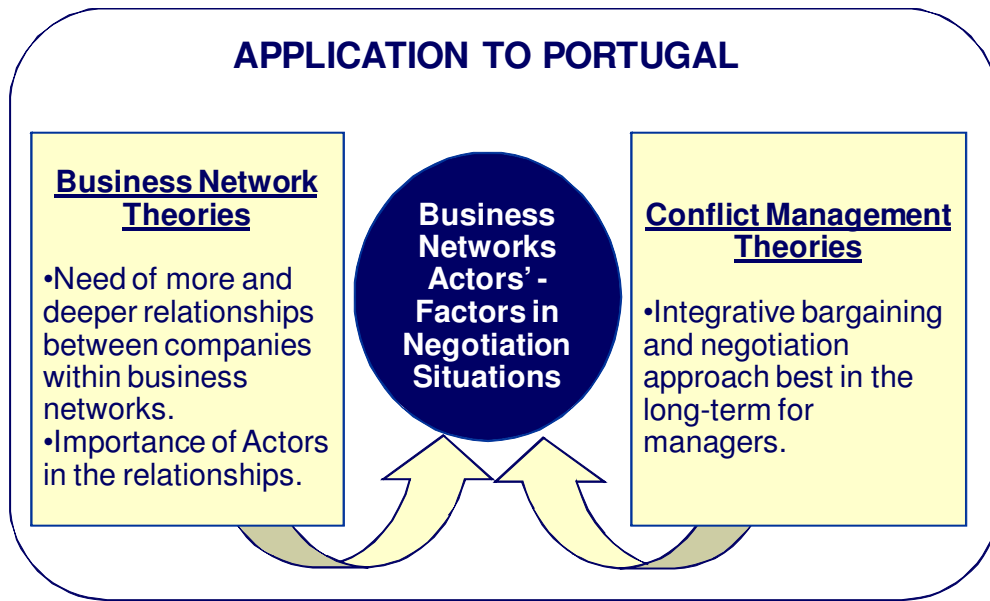 APPLICATION TO PORTUGAL
Business Network
Theories
•Need of more and
deeper relationships
between companies
within business
networks.
•Importance of Actors
in the relationships.
Business
Networks
Actors’ -
Factors in
Negotiation
Situations
Conflict Management
Theories
•Integrative bargaining
and negotiation
approach best in the
long-term for
managers.